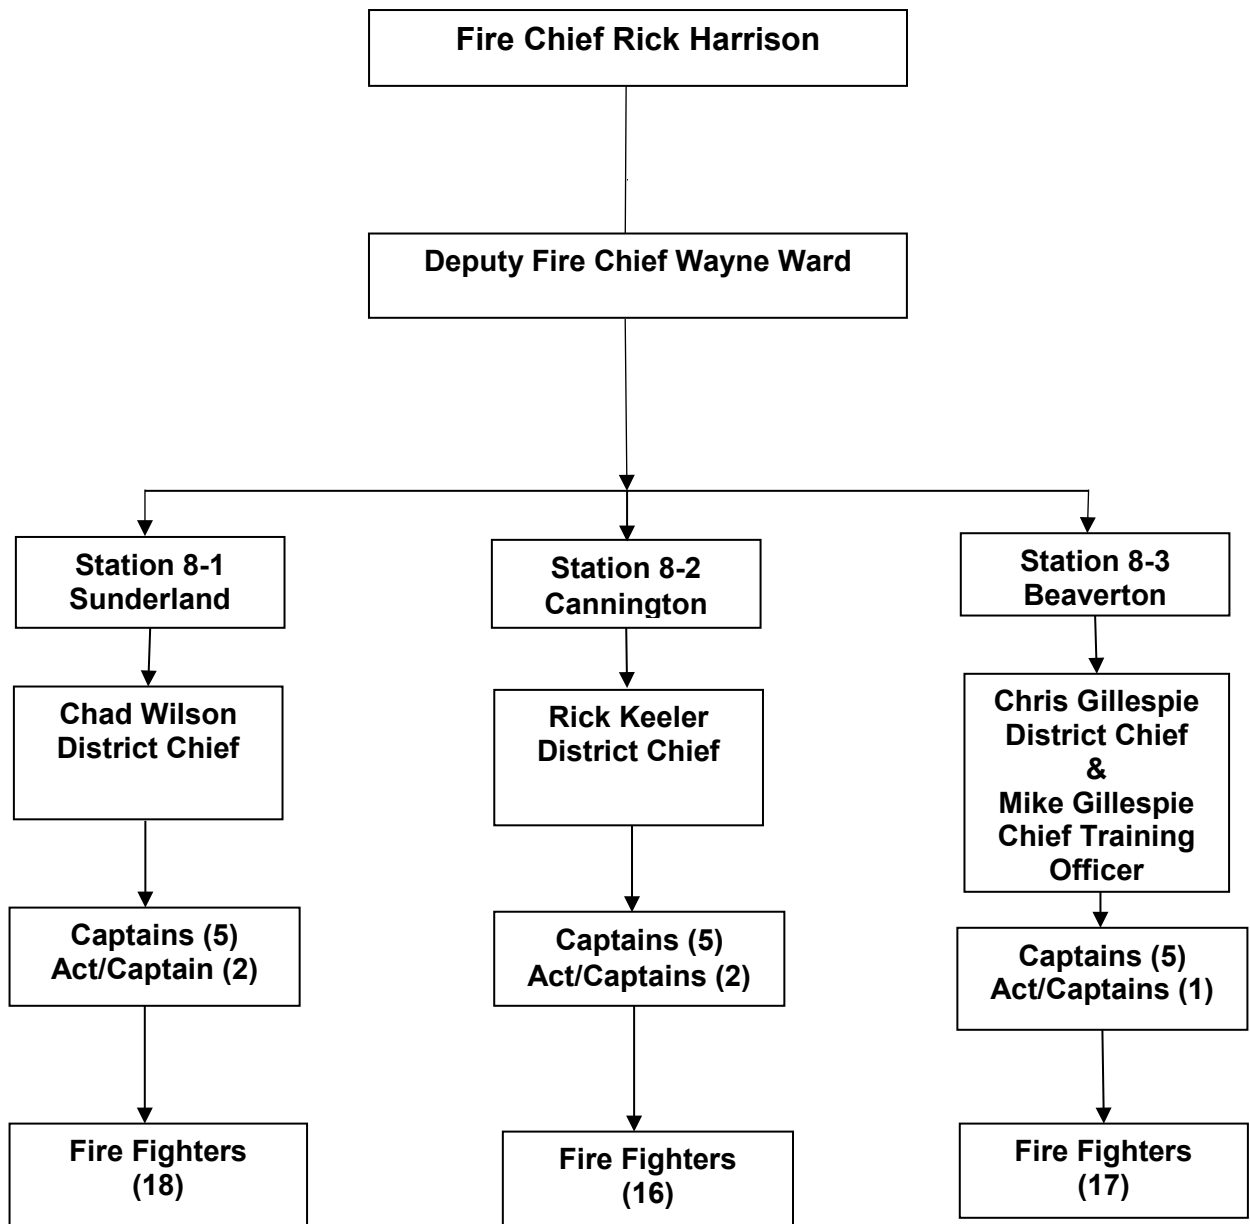 Fire Chief Rick Harrison
Deputy Fire Chief Wayne Ward
Station 8-1
Sunderland
Station 8-2
Cannington
Station 8-3
Beaverton
Chad Wilson
District Chief
Rick Keeler
District Chief
Chris Gillespie
District Chief
&
Mike Gillespie
Chief Training
Officer
Captains (5)
Act/Captain (2)
Captains (5)
Act/Captains (2)
Captains (5)
Act/Captains (1)
Fire Fighters
(18)
Fire Fighters
(16)
Fire Fighters
(17)